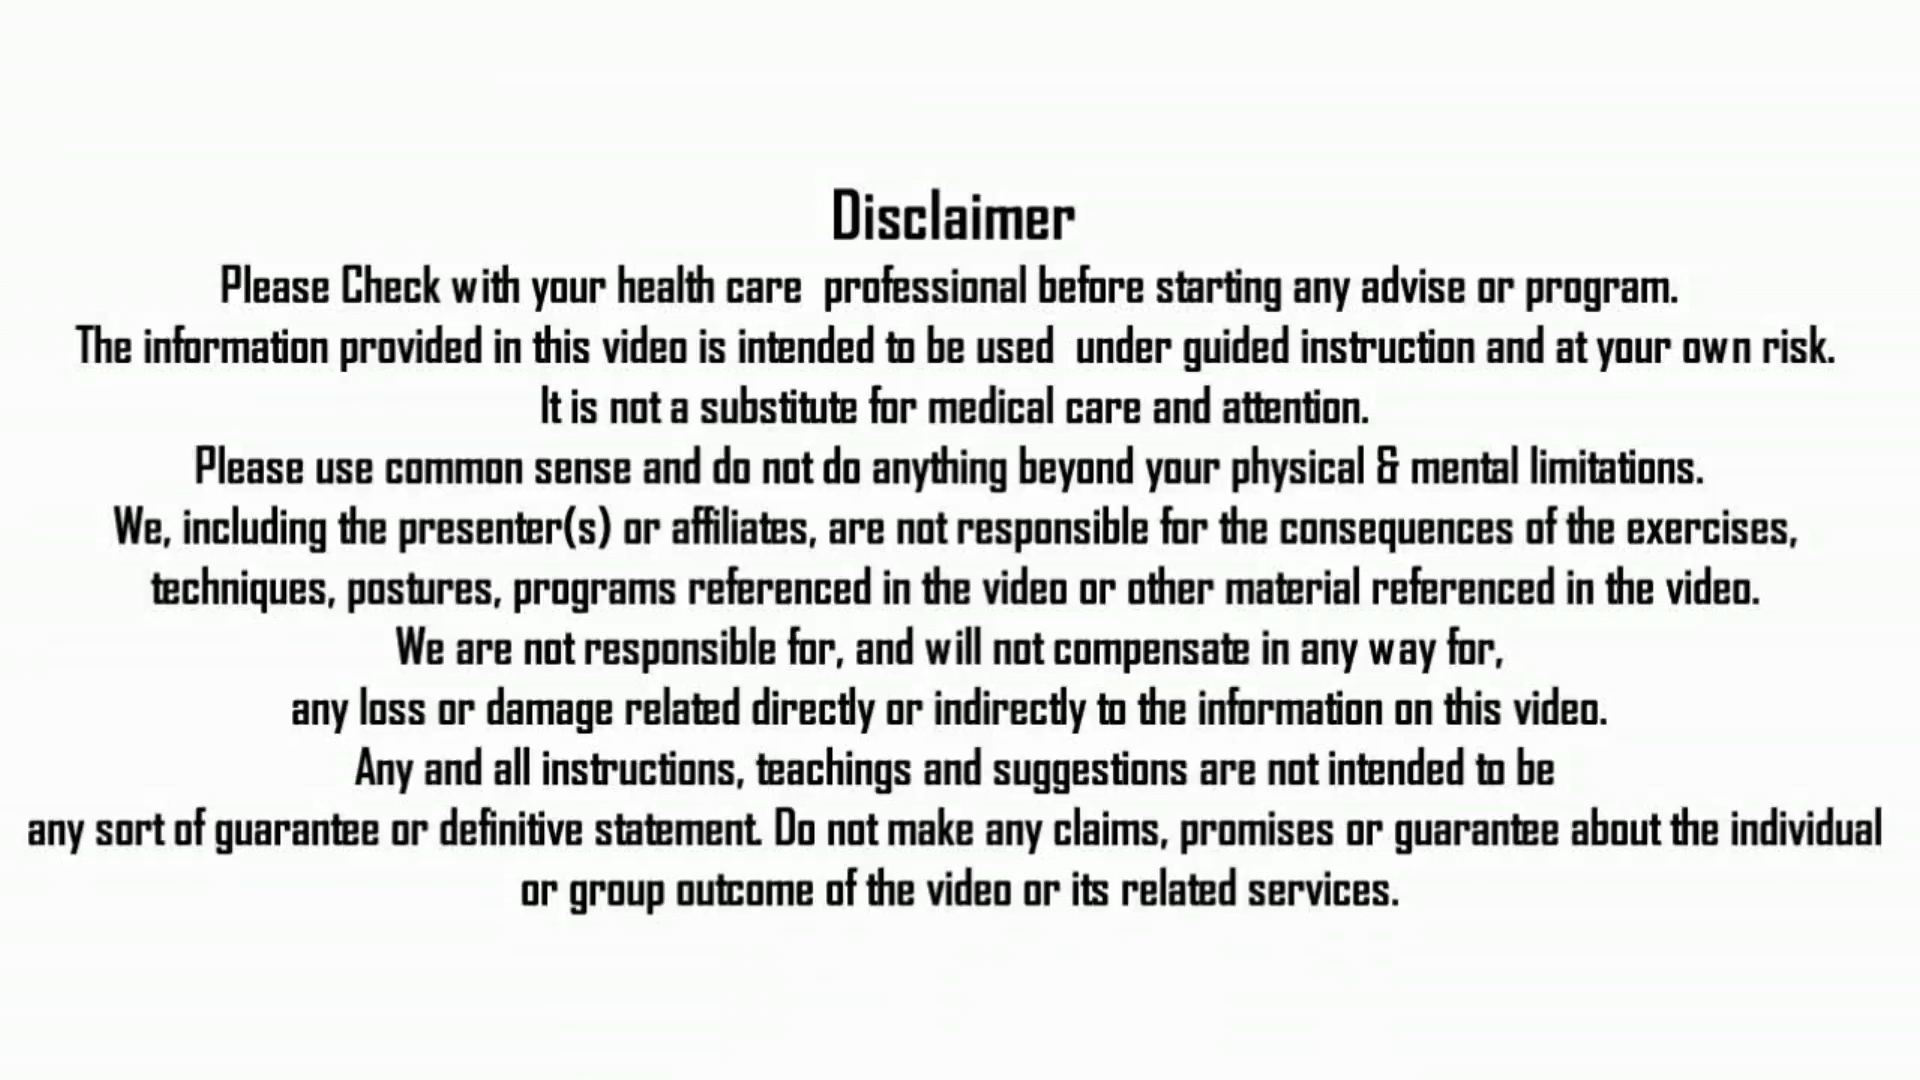 Disclaimer
Please Check with your health care professional before starting any advise or program.
The information provided in this video is intended to be used under guided instruction and at your own risk.
It is not a substitute for medical care and attention.
Please use common sense and do not do anything beyond your physical & mental limitations.
We, including the presenter(s) or affiliates, are not responsible for the consequences of the exercises,
techniques, postures, programs referenced in the video or other material referenced in the video.
We are not responsible for, and will not compensate in any way for,
any loss or damage related directly or indirectly to the information on this video.
Any and all instructions, teachings and suggestions are not intended to be
any sort of guarantee or definitive statement. Do not make any claims, promises or guarantee about the individual
or group outcome of the video or its related services.